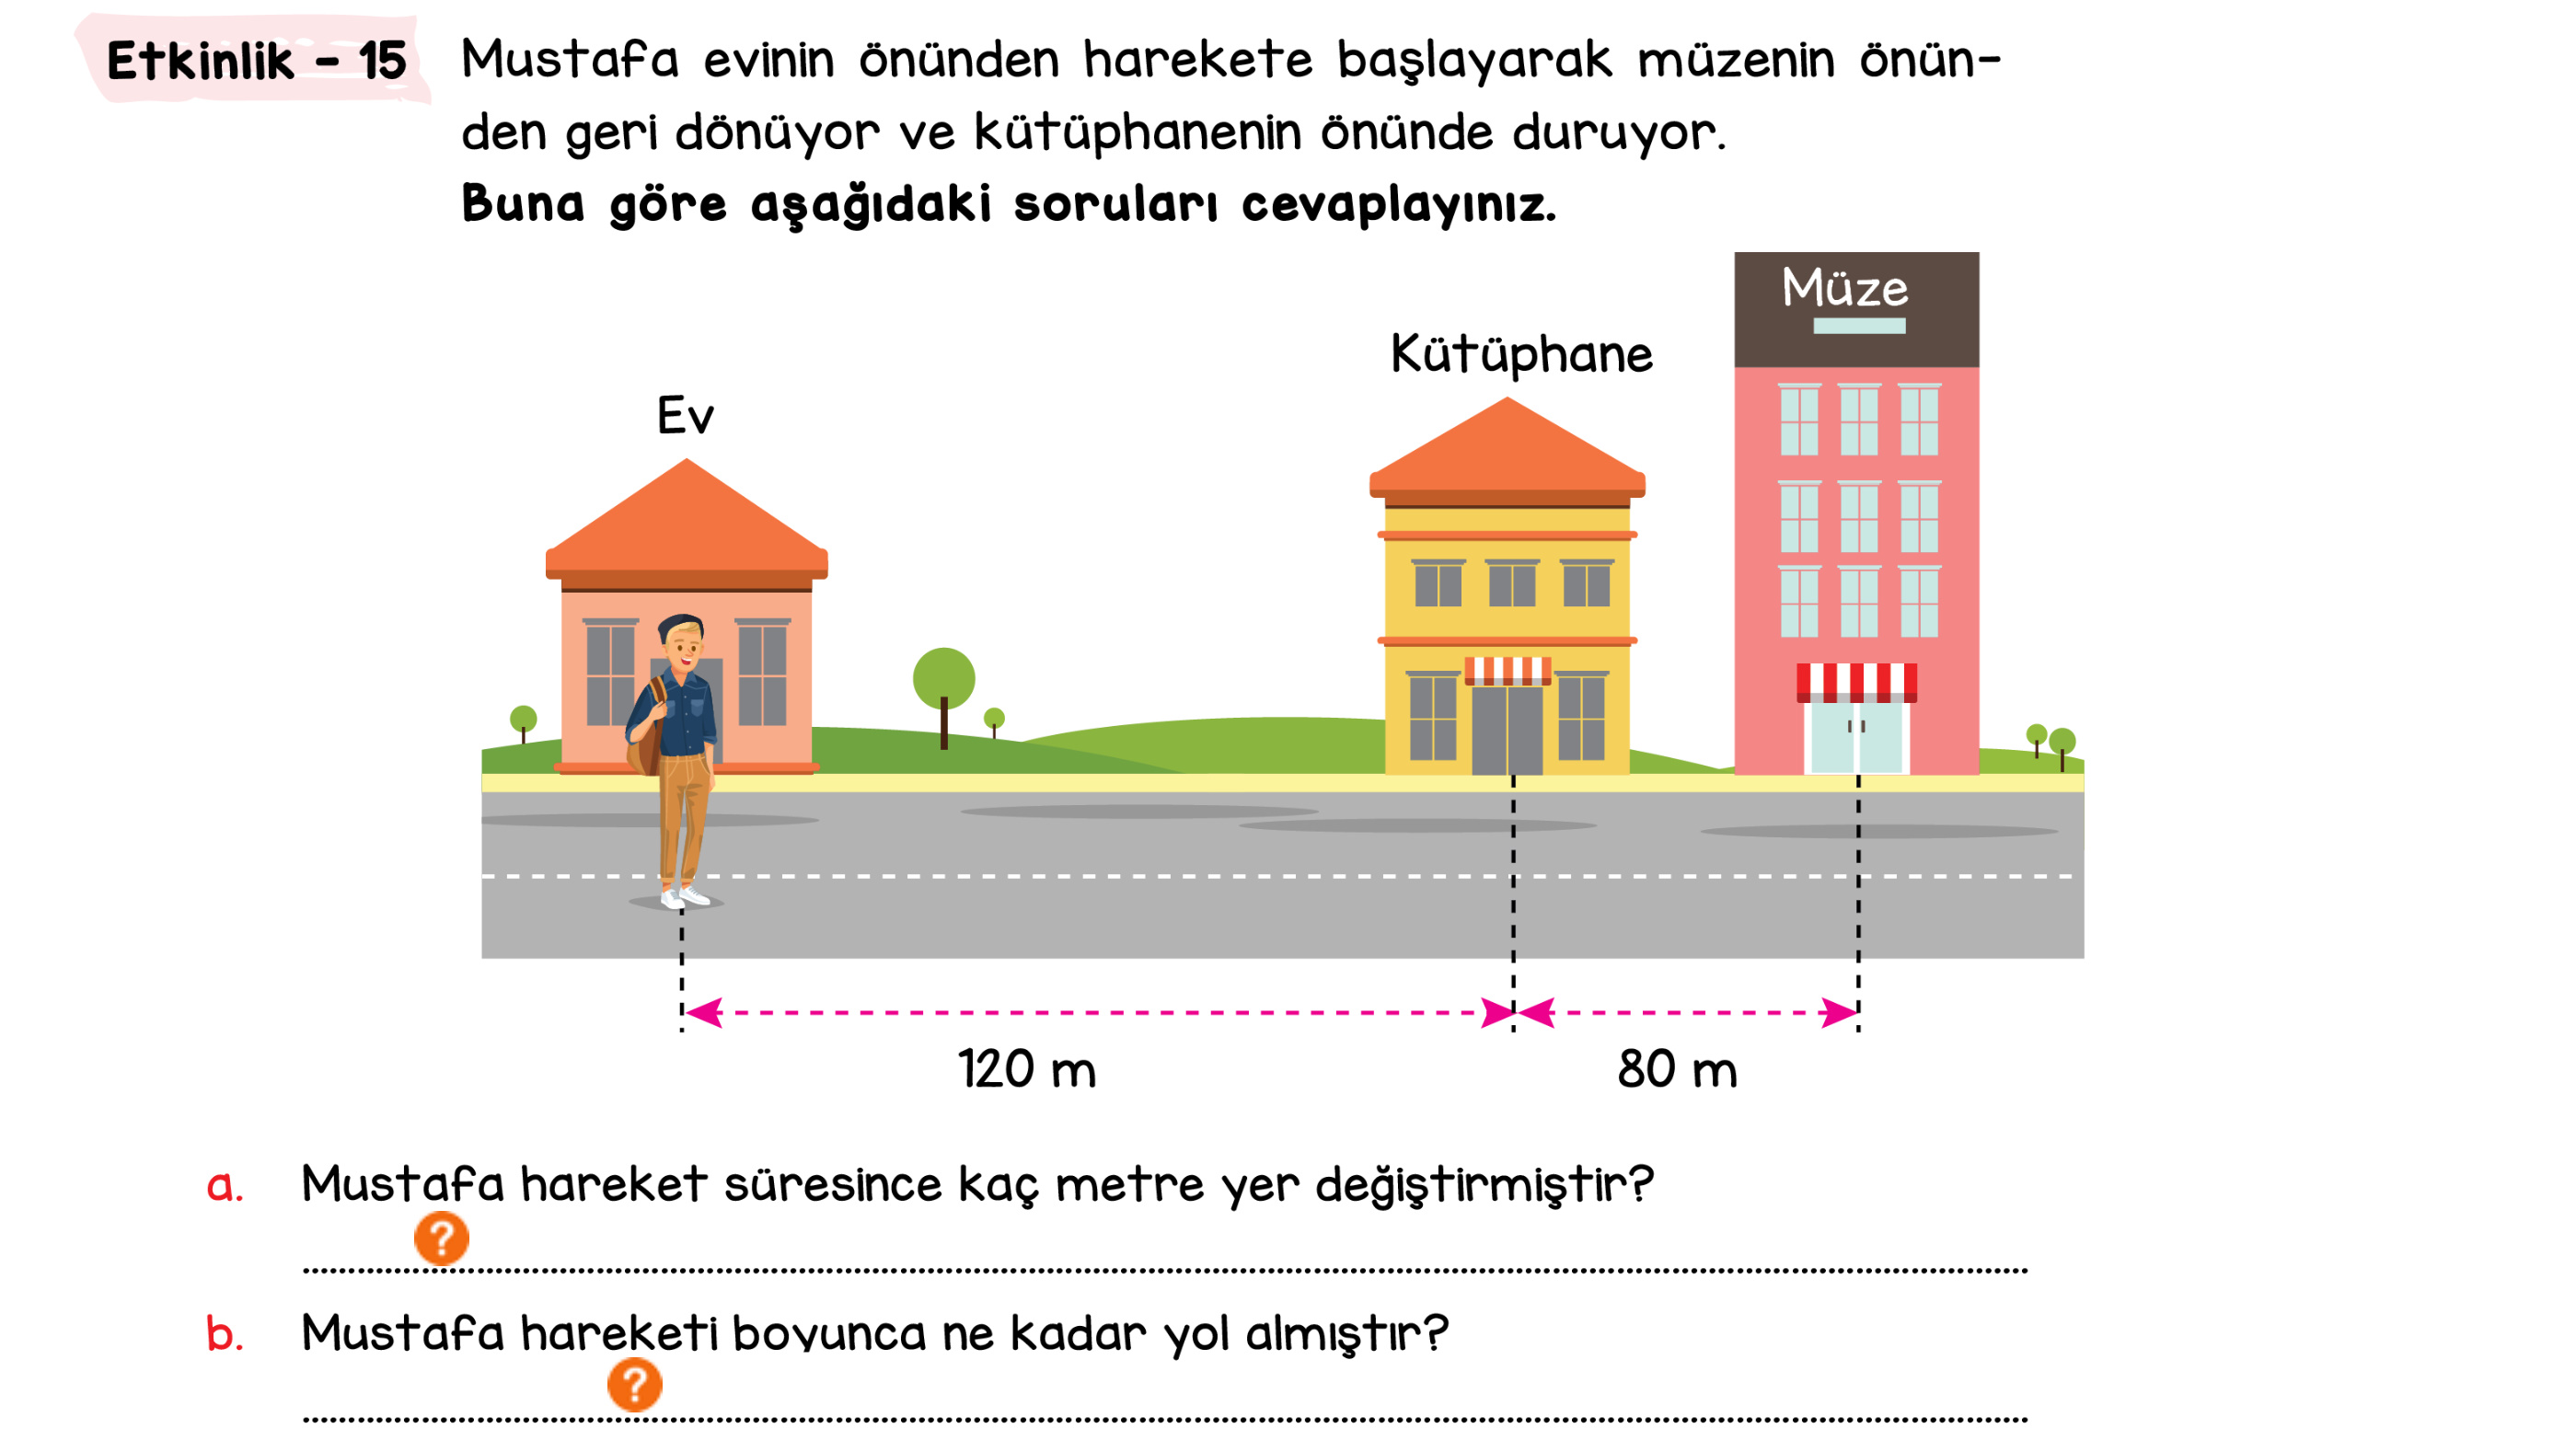 Etkinlik - 15
Mustafa evinin önünden harekete başlayarak müzenin önün-
den geri dönüyor ve kütüphanenin önünde duruyor.
Buna göre aşağıdaki soruları cevaplayınız.
Müze
Kütüphane
Ev
120 m
80 m
a. Mustafa hareket süresince kaç metre yer değiştirmiştir?
?
b. Mustafa hareketi boyunca ne kadar yol almıştır?
?